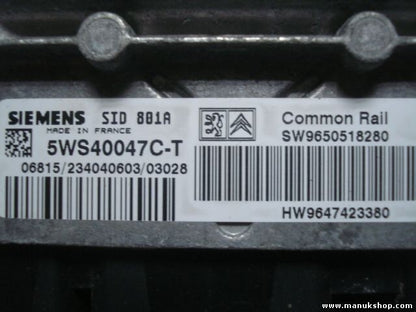 SIEMENS SID 801A
MADE IN FRANCE
5WS40047C-T
06815/234040603/03028
Common Rail
SW9650518280
HW9647423380
www.manukshop.com